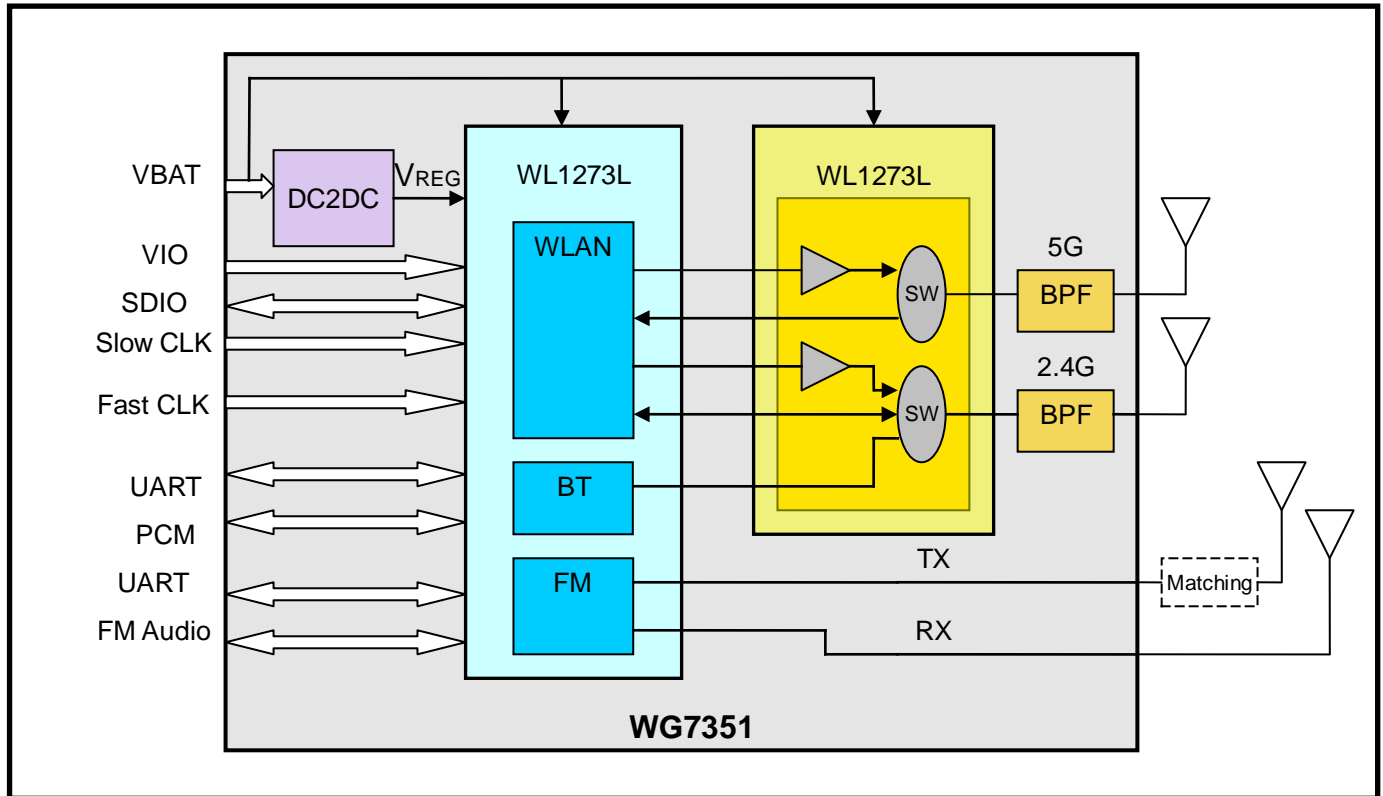 VBAT
DC2DC
VREG
WL1273L
WL1273L
VIO
SDIO
Slow CLK
Fast CLK
UART
PCM
UART
FM Audio
WLAN
BT
FM
SW
SW
5G
BPF
2.4G
BPF
TX
Matching
RX
WG7351